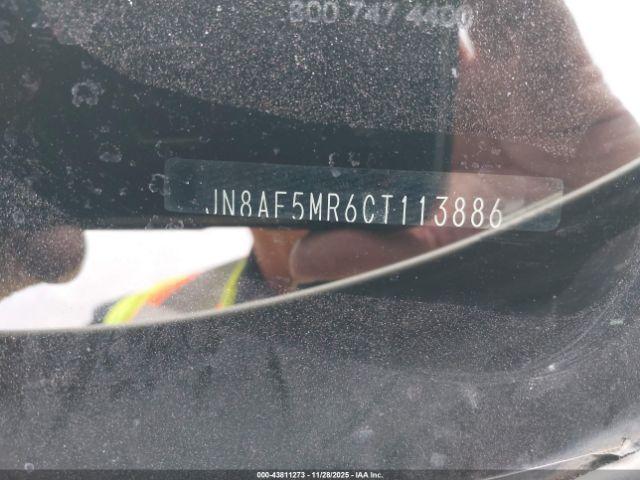 800 747 4400
JN8AF5MR6CT113886
000-43811273 - 11/28/2025 - IAA Inc.